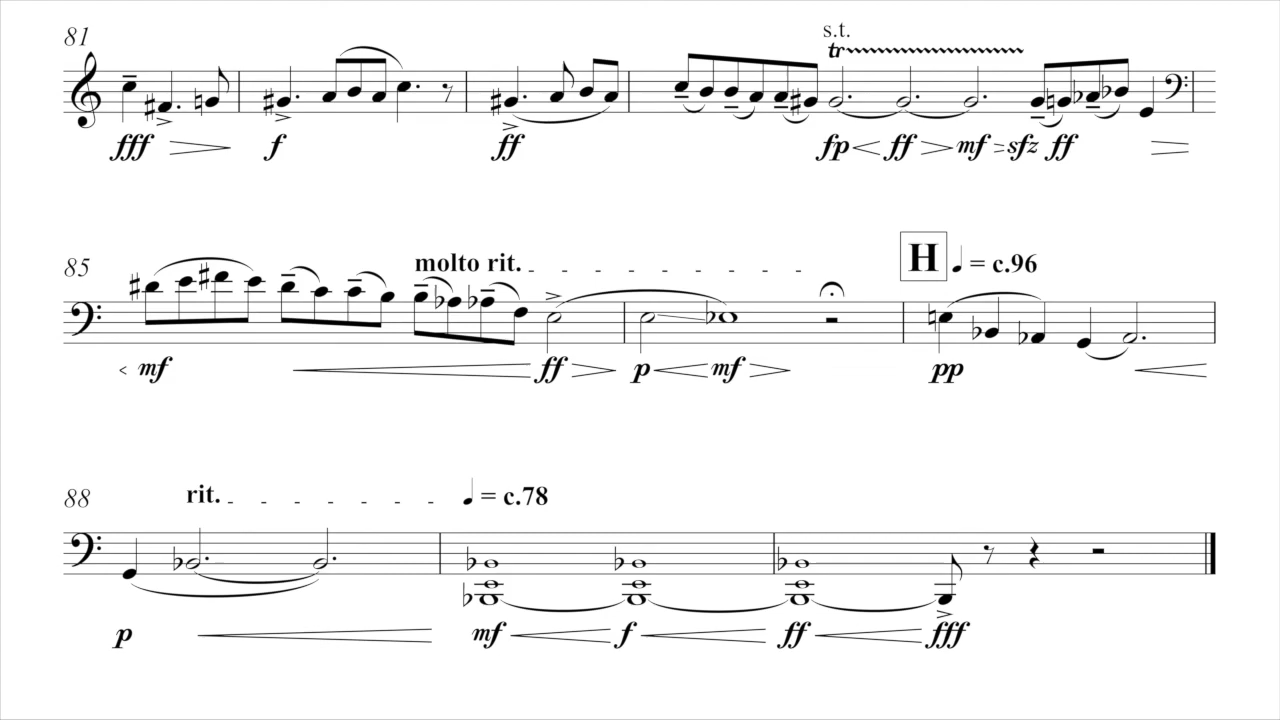 81
s.t.
tr
fff f ff fp ff mf sfz ff
85
molto rit.
H = c.96
mf ff p mf pp
88
rit. = c.78
p mf f ff fff